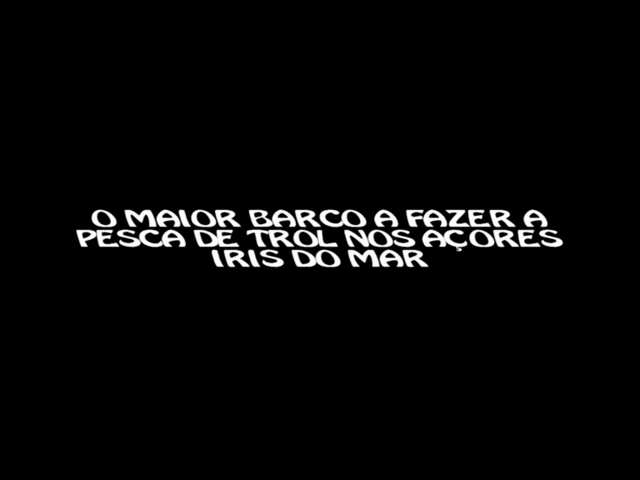 O MAIOR BARCO A FAZER A
PESCA DE TROL NOS AÇORES
IRIS DO MAR